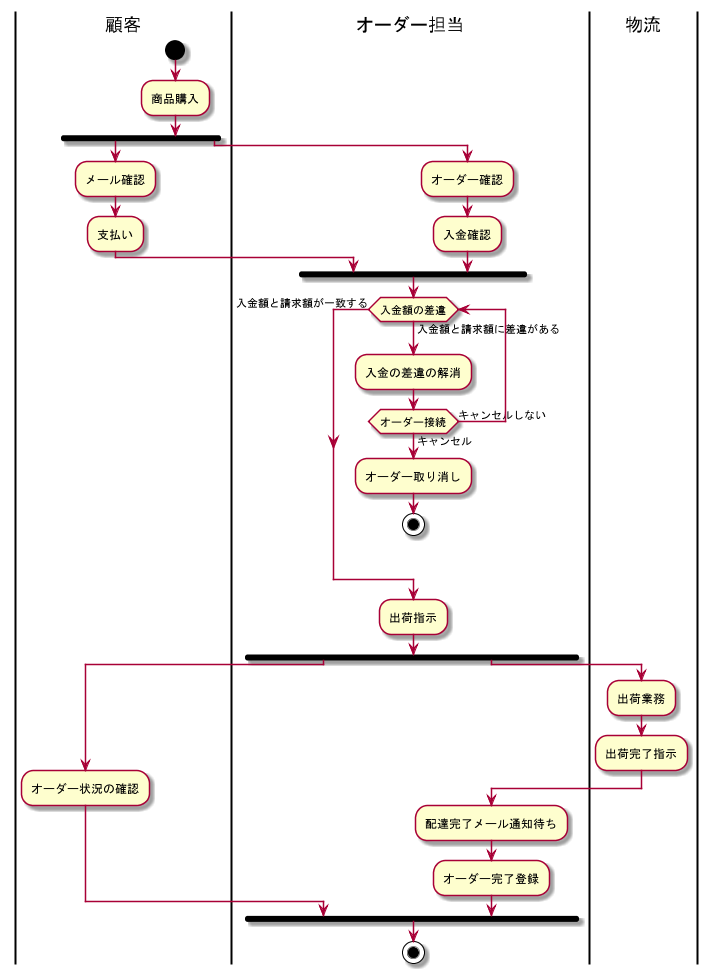 顧客
オーダー担当
物流
商品購入
メール確認
オーダー確認
支払い
入金確認
入金額と請求額が一致する
入金額の差違
入金額と請求額に差違がある
入金の差違の解消
オーダー接続
キャンセルしない
キャンセル
オーダー取り消し
出荷指示
出荷業務
出荷完了指示
オーダー状況の確認
配達完了メール通知待ち
オーダー完了登録